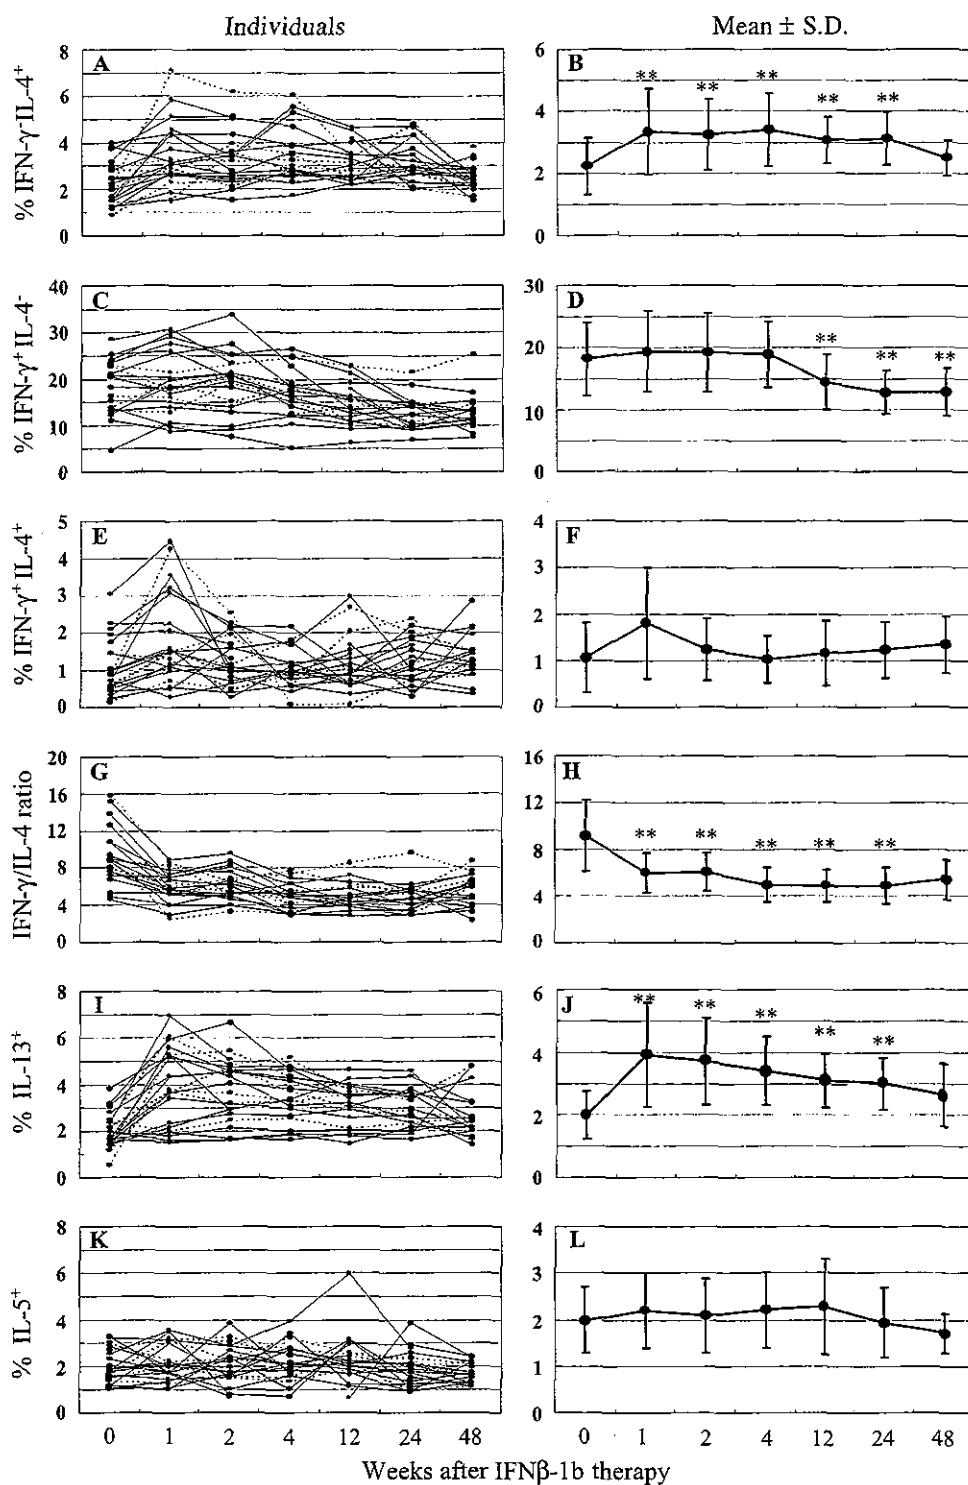 Individuals
Mean ± S.D.
% IFN-γ⁻IL-4⁺
8
6
4
2
0
A
6
4
2
0
B
** ** ** ** **
% IFN-γ⁺ IL-4⁻
40
30
20
10
0
C
30
20
10
0
D
** ** **
% IFN-γ⁺ IL-4⁺
5
4
3
2
1
0
E
4
3
2
1
0
F
IFN-γ/IL-4 ratio
20
16
12
8
4
0
G
16
12
8
4
0
H
** ** ** ** **
% IL-13⁺
8
6
4
2
0
I
6
4
2
0
J
** ** ** ** **
% IL-5⁺
8
6
4
2
0
K
4
3
2
1
0
L
0 1 2 4 12 24 48
0 1 2 4 12 24 48
Weeks after IFNβ-1b therapy